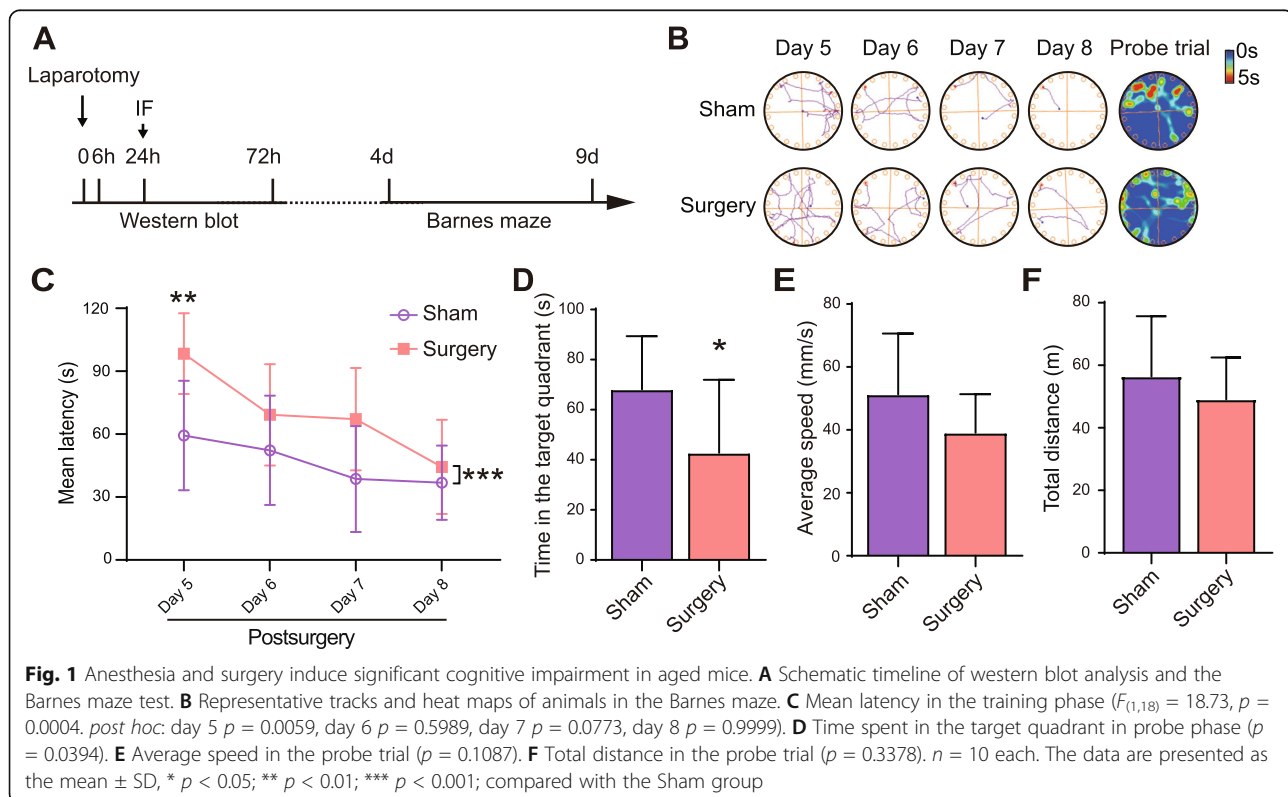 A
Laparotomy
IF
0 6h 24h 72h 4d 9d
Western blot Barnes maze
B
Day 5 Day 6 Day 7 Day 8 Probe trial
0s
5s
Sham
Surgery
C
**
Sham
Surgery
***
Mean latency (s)
120
90
60
30
0
Day 5 Day 6 Day 7 Day 8
Postsurgery
D
Time in the target quadrant (s)
100
80
60
40
20
0
*
Sham Surgery
E
Average speed (mm/s)
80
60
40
20
0
Sham Surgery
F
Total distance (m)
80
60
40
20
0
Sham Surgery
Fig. 1 Anesthesia and surgery induce significant cognitive impairment in aged mice. A Schematic timeline of western blot analysis and the
Barnes maze test. B Representative tracks and heat maps of animals in the Barnes maze. C Mean latency in the training phase (F(1,18) = 18.73, p =
0.0004. post hoc: day 5 p = 0.0059, day 6 p = 0.5989, day 7 p = 0.0773, day 8 p = 0.9999). D Time spent in the target quadrant in probe phase (p
= 0.0394). E Average speed in the probe trial (p = 0.1087). F Total distance in the probe trial (p = 0.3378). n = 10 each. The data are presented as
the mean ± SD, * p < 0.05; ** p < 0.01; *** p < 0.001; compared with the Sham group